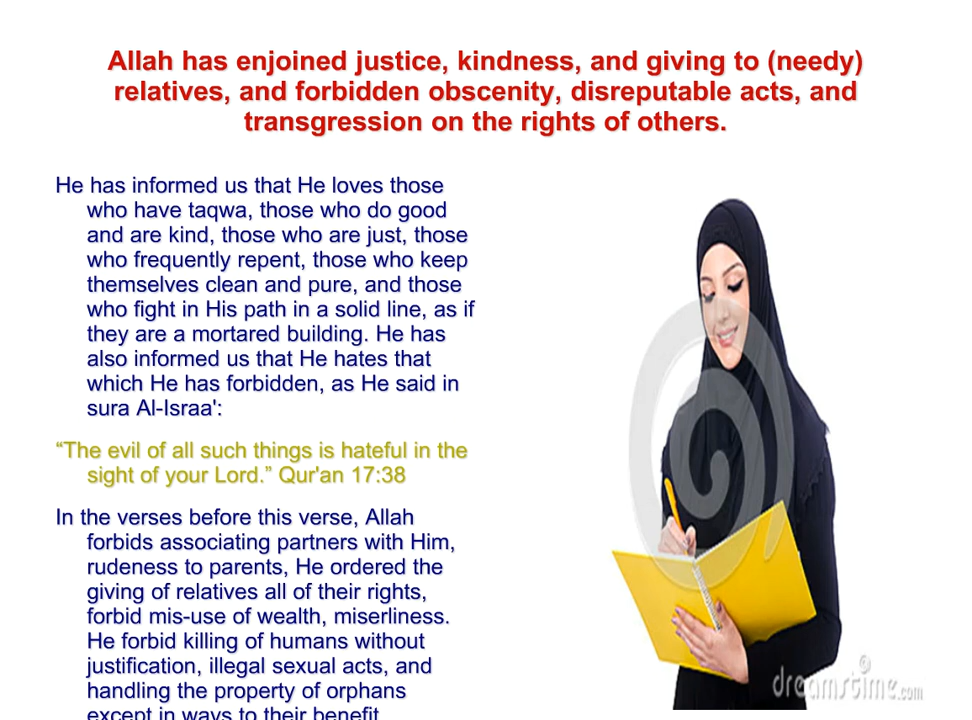 Allah has enjoined justice, kindness, and giving to (needy)
relatives, and forbidden obscenity, disreputable acts, and
transgression on the rights of others.
He has informed us that He loves those
who have taqwa, those who do good
and are kind, those who are just, those
who frequently repent, those who keep
themselves clean and pure, and those
who fight in His path in a solid line, as if
they are a mortared building. He has
also informed us that He hates that
which He has forbidden, as He said in
sura Al-Israa':
“The evil of all such things is hateful in the
sight of your Lord.” Qur'an 17:38
In the verses before this verse, Allah
forbids associating partners with Him,
rudeness to parents, He ordered the
giving of relatives all of their rights,
forbid mis-use of wealth, miserliness.
He forbid killing of humans without
justification, illegal sexual acts, and
handling the property of orphans
except in ways to their benefit
dreamstime.com